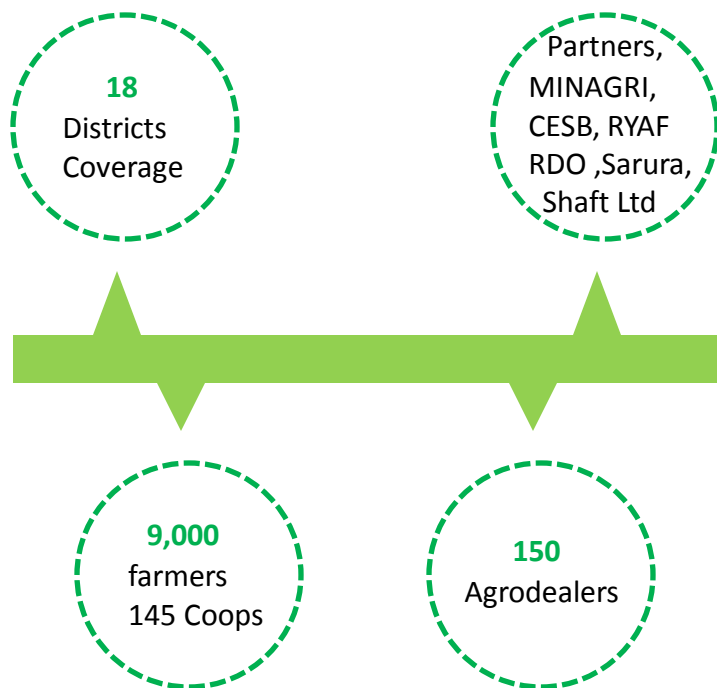 18
Districts
Coverage
Partners,
MINAGRI,
CESB, RYAF
RDO ,Sarura,
Shaft Ltd
9,000
farmers
145 Coops
150
Agrodealers